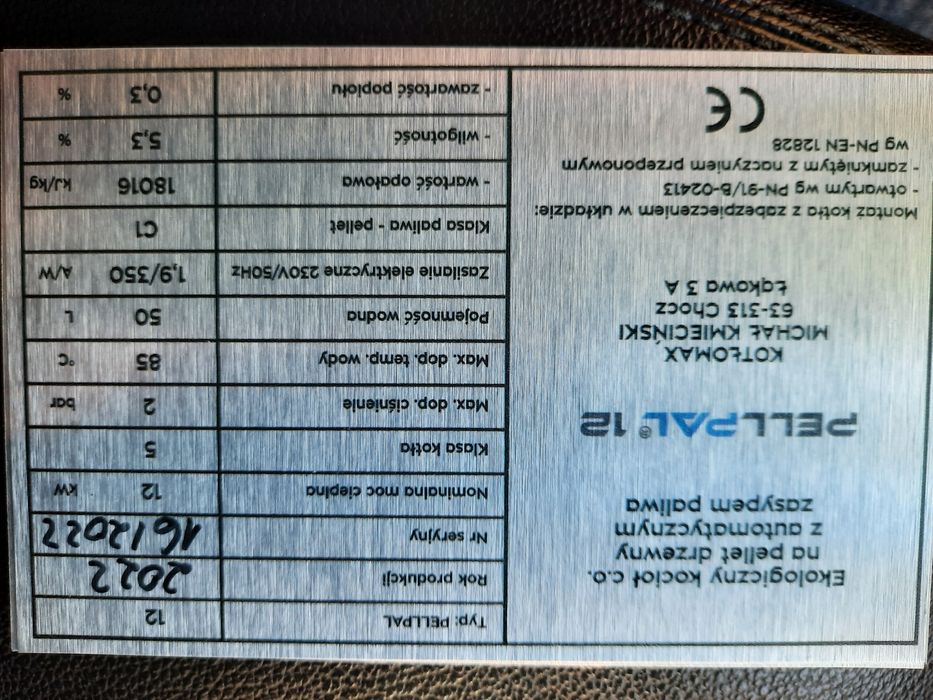 Ekologiczny kocioł c.o.
na pellet drzewny
z automatycznym
zasypem paliwa
PELLPAL® 12
KOTŁOMAX
MICHAŁ KMIECIŃSKI
63-313 Chocz
Łąkowa 3 A
Montaż kotła z zabezpieczeniem w układzie:
- otwartym wg PN-91/B-02413
- zamkniętym z naczyniem przeponowym
wg PN-EN 12828
CE
Typ: PELLPAL 12
Rok produkcji 2022
Nr seryjny 16/2022
Nominalna moc cieplna 12 kW
Klasa kotła 5
Max. dop. ciśnienie 2 bar
Max. dop. temp. wody 85 °C
Pojemność wodna 50 L
Zasilanie elektryczne 230V/50Hz 1,9/350 A/W
Klasa paliwa - pellet C1
- wartość opałowa 18016 kJ/kg
- wilgotność 5,3 %
- zawartość popiołu 0,3 %